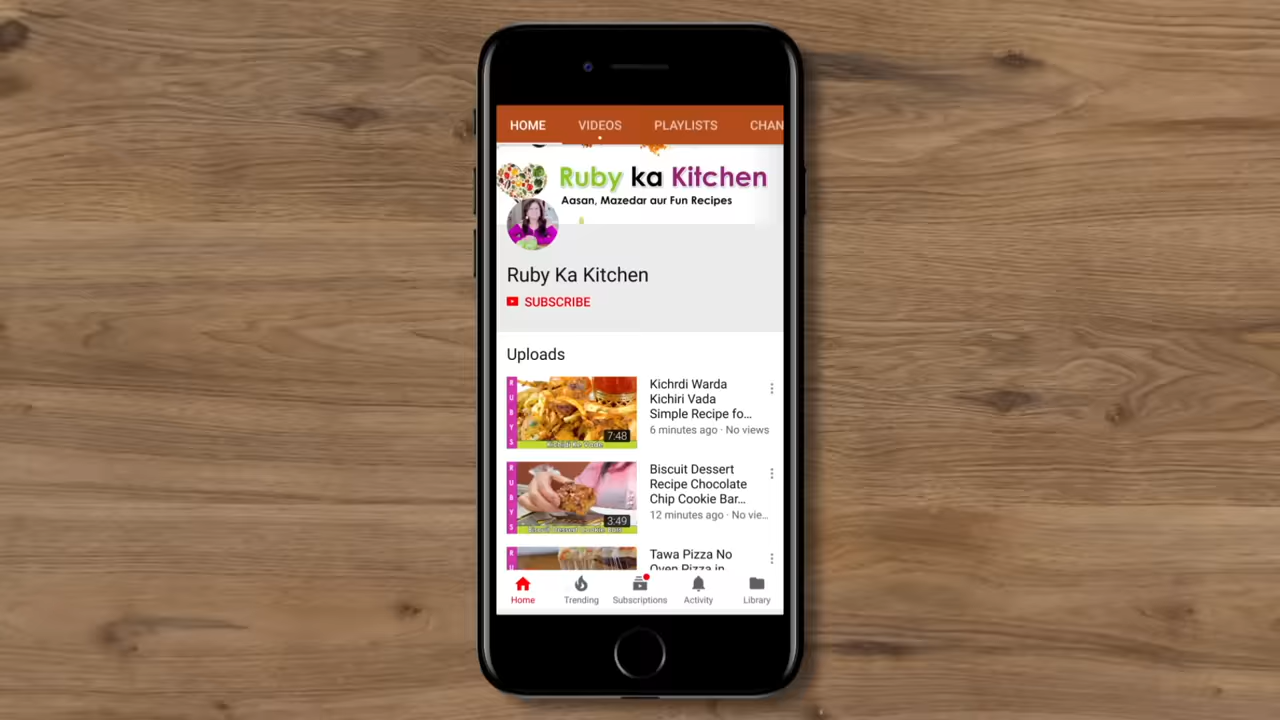 HOME VIDEOS PLAYLISTS CHAN
Ruby ka Kitchen
Aasan, Mazedar aur Fun Recipes
Ruby Ka Kitchen
SUBSCRIBE
Uploads
RUBYS
7:48
Kichrdi Warda
Kichiri Vada
Simple Recipe fo...
6 minutes ago · No views
RUBYS
3:49
Biscuit Dessert
Recipe Chocolate
Chip Cookie Bar...
12 minutes ago · No vie...
R
U
Tawa Pizza No
Oven Pizza in
Home Trending Subscriptions Activity Library